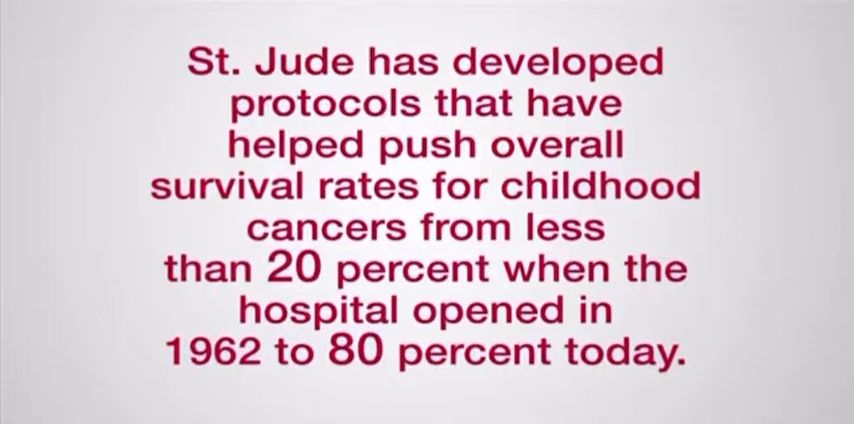 St. Jude has developed
protocols that have
helped push overall
survival rates for childhood
cancers from less
than 20 percent when the
hospital opened in
1962 to 80 percent today.